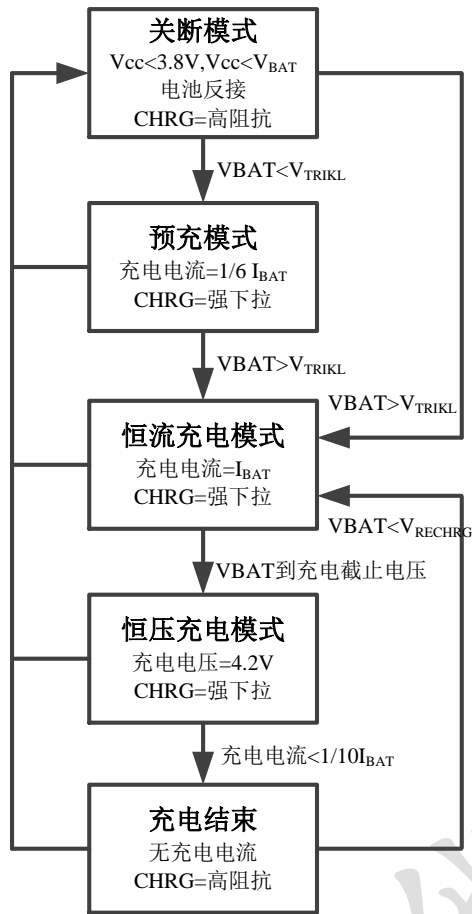 关断模式
Vcc<3.8V,Vcc<VBAT
电池反接
CHRG=高阻抗
VBAT<VTRIKL
预充模式
充电电流=1/6 IBAT
CHRG=强下拉
VBAT>VTRIKL
VBAT>VTRIKL
恒流充电模式
充电电流=IBAT
CHRG=强下拉
VBAT<VRECHRG
VBAT到充电截止电压
恒压充电模式
充电电压=4.2V
CHRG=强下拉
充电电流<1/10IBAT
充电结束
无充电电流
CHRG=高阻抗